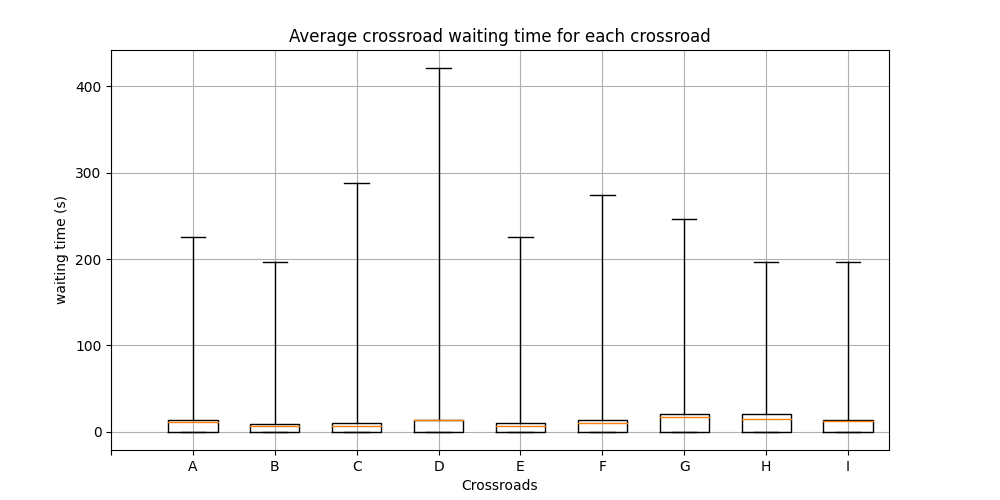 Average crossroad waiting time for each crossroad
400
300
200
100
0
waiting time (s)
A B C D E F G H I
Crossroads